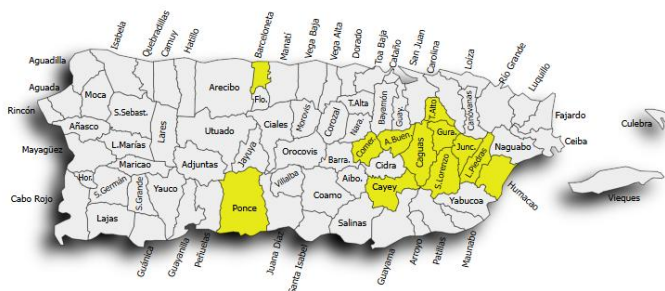 Isabela
Quebradillas
Camuy
Hatillo
Barceloneta
Manatí
Vega Baja
Vega Alta
Dorado
Toa Baja
Cataño
San Juan
Carolina
Loiza
Río Grande
Luquillo
Aguadilla
Aguada
Moca
Arecibo
Flo.
T.Alta
Bayamón
Guay.
T.Alto
Canóvanas
Fajardo
Culebra
Rincón
S.Sebast.
Lares
Ciales
Morovis
Corozal
Nara.
Añasco
Utuado
Comer.
A.Buen.
Caguas
Gura.
Junc.
L.Piedras
Naguabo
Ceiba
Mayagüez
L.Marías
Maricao
Adjuntas
Jayuya
Orocovis
Barra.
Cidra
S.Lorenzo
Humacao
Hor.
S.Germán
S.Grande
Yauco
Villalba
Aibo.
Cayey
Vieques
Cabo Rojo
Ponce
Coamo
Yabucoa
Lajas
Salinas
Guánica
Guayanilla
Peñuelas
Juana Díaz
Santa Isabel
Guayama
Arroyo
Patillas
Maunabo